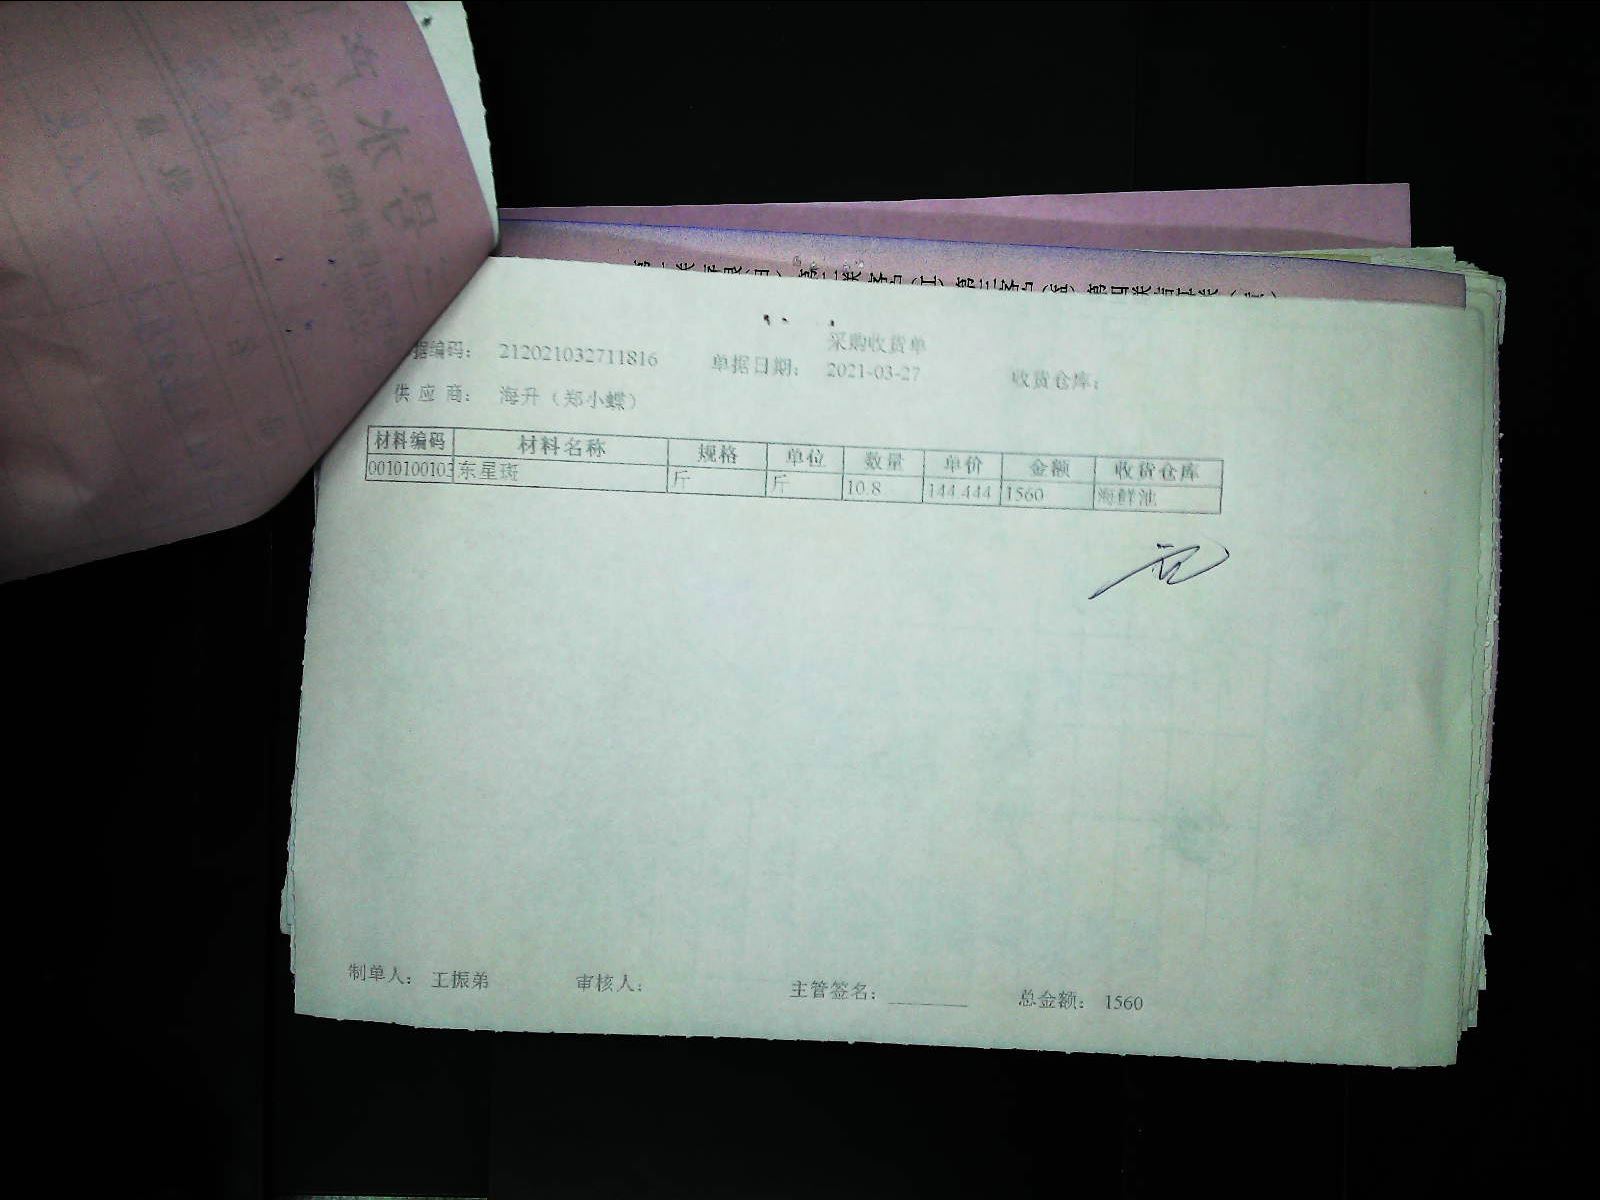 采购收货单
据编码： 212021032711816 单据日期： 2021-03-27 收货仓库：
供 应 商： 海升（郑小蝶）
材料编码 材料名称 规格 单位 数量 单价 金额 收货仓库
0010100103 东星斑 斤 斤 10.8 144.444 1560 海鲜池
制单人： 王振弟 审核人： 主管签名：________ 总金额： 1560